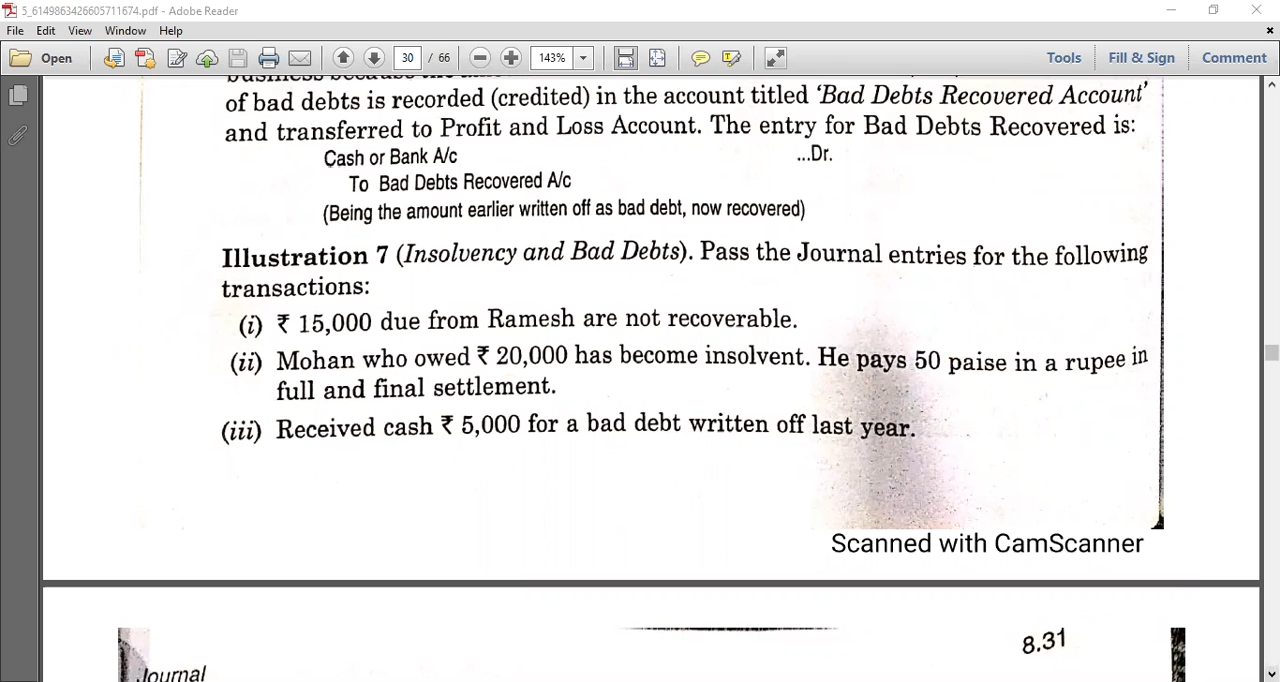 5_6149863426605711674.pdf - Adobe Reader
File Edit View Window Help
Open 30 / 66 143% Tools Fill & Sign Comment
business because the
of bad debts is recorded (credited) in the account titled ‘Bad Debts Recovered Account’
and transferred to Profit and Loss Account. The entry for Bad Debts Recovered is:
Cash or Bank A/c ...Dr.
To Bad Debts Recovered A/c
(Being the amount earlier written off as bad debt, now recovered)
Illustration 7 (Insolvency and Bad Debts). Pass the Journal entries for the following
transactions:
(i) ₹ 15,000 due from Ramesh are not recoverable.
(ii) Mohan who owed ₹ 20,000 has become insolvent. He pays 50 paise in a rupee in
full and final settlement.
(iii) Received cash ₹ 5,000 for a bad debt written off last year.
Scanned with CamScanner
8.31
Journal